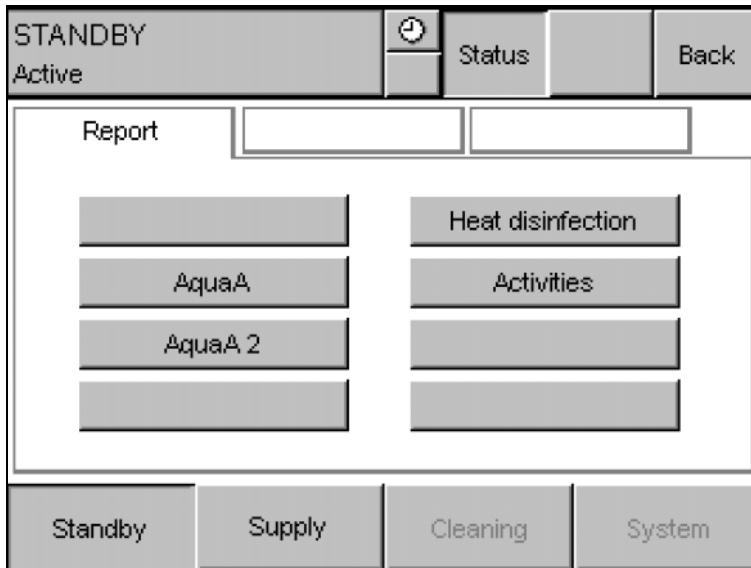 STANDBY
Active
Status
Back
Report
Heat disinfection
AquaA
Activities
AquaA 2
Standby
Supply
Cleaning
System